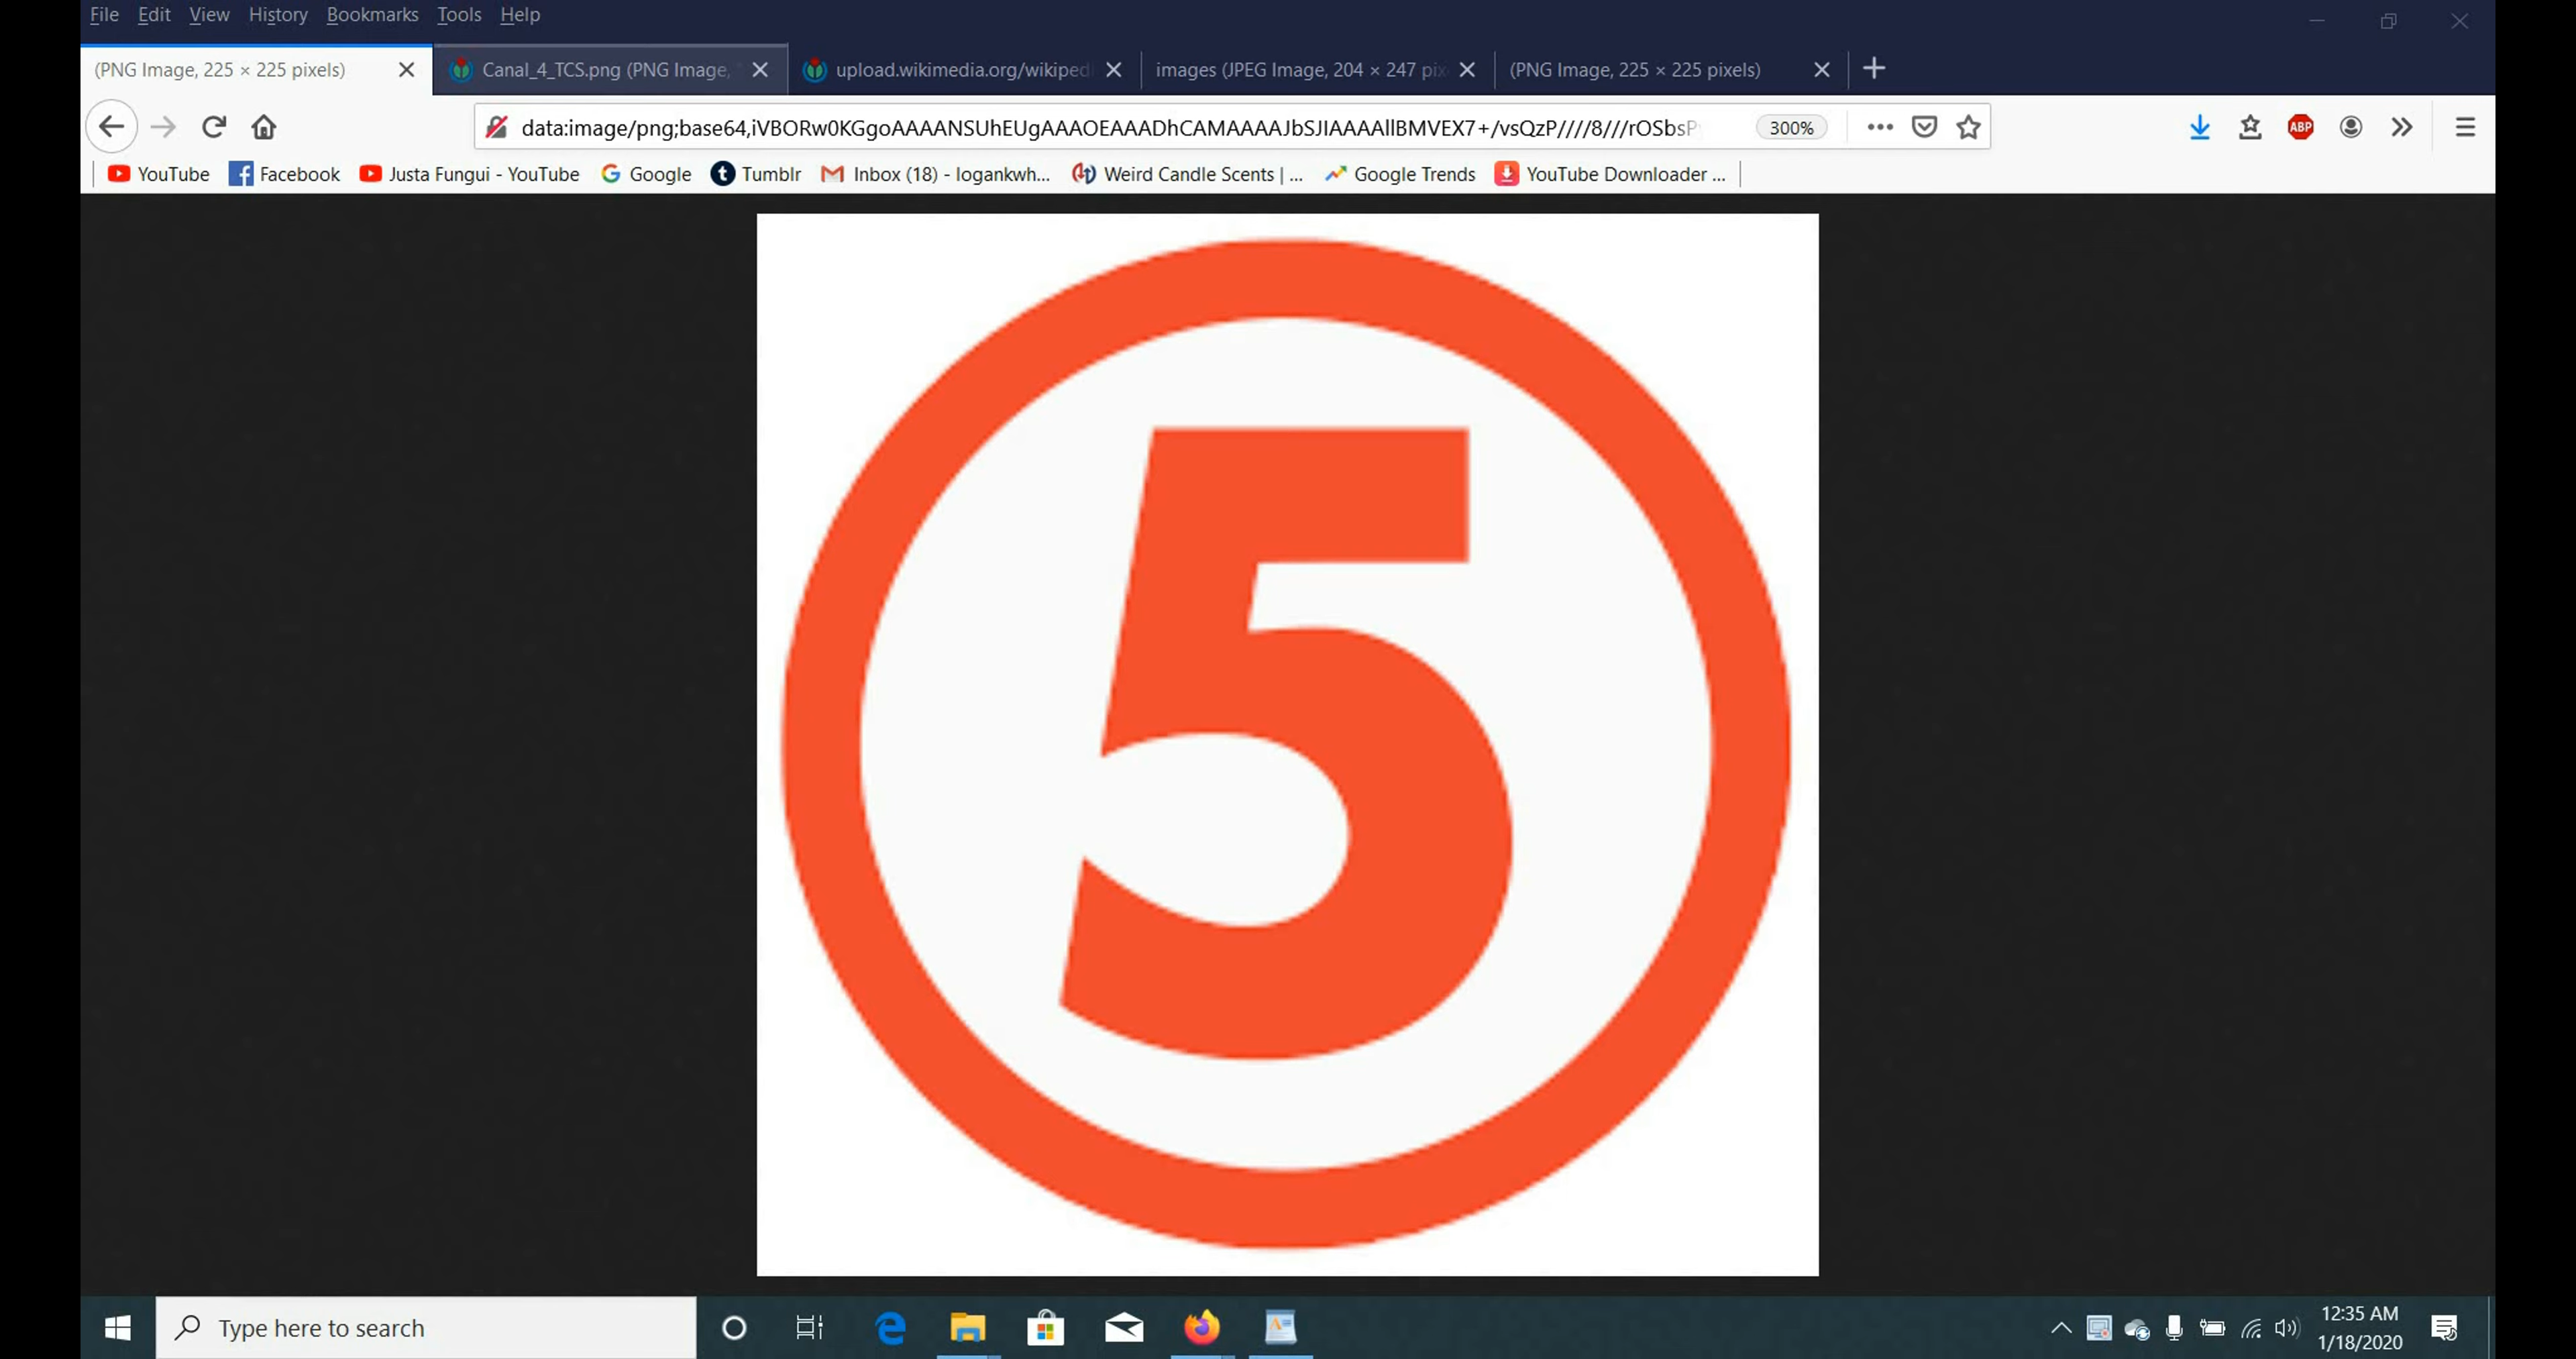 File Edit View History Bookmarks Tools Help
(PNG Image, 225 × 225 pixels) Canal_4_TCS.png (PNG Image, upload.wikimedia.org/wikiped images (JPEG Image, 204 × 247 pix (PNG Image, 225 × 225 pixels)
data:image/png;base64,iVBORw0KGgoAAAANSUhEUgAAAOEAAADhCAMAAAAJbSJIAAAAllBMVEX7+/vsQzP////8///rOSbsP 300% ABP
YouTube Facebook Justa Fungui - YouTube Google Tumblr Inbox (18) - logankwh... Weird Candle Scents | ... Google Trends YouTube Downloader ...
5
Type here to search
12:35 AM
1/18/2020